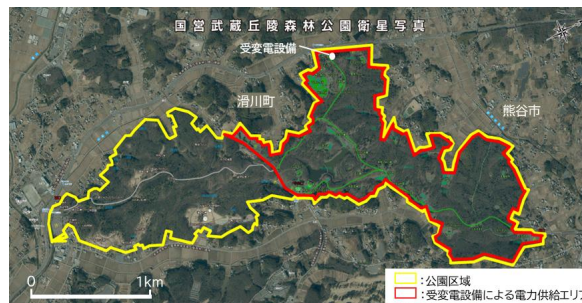 国営武蔵丘陵森林公園衛星写真
受変電設備
滑川町
熊谷市
0 1km
:公園区域
:受変電設備による電力供給エリア